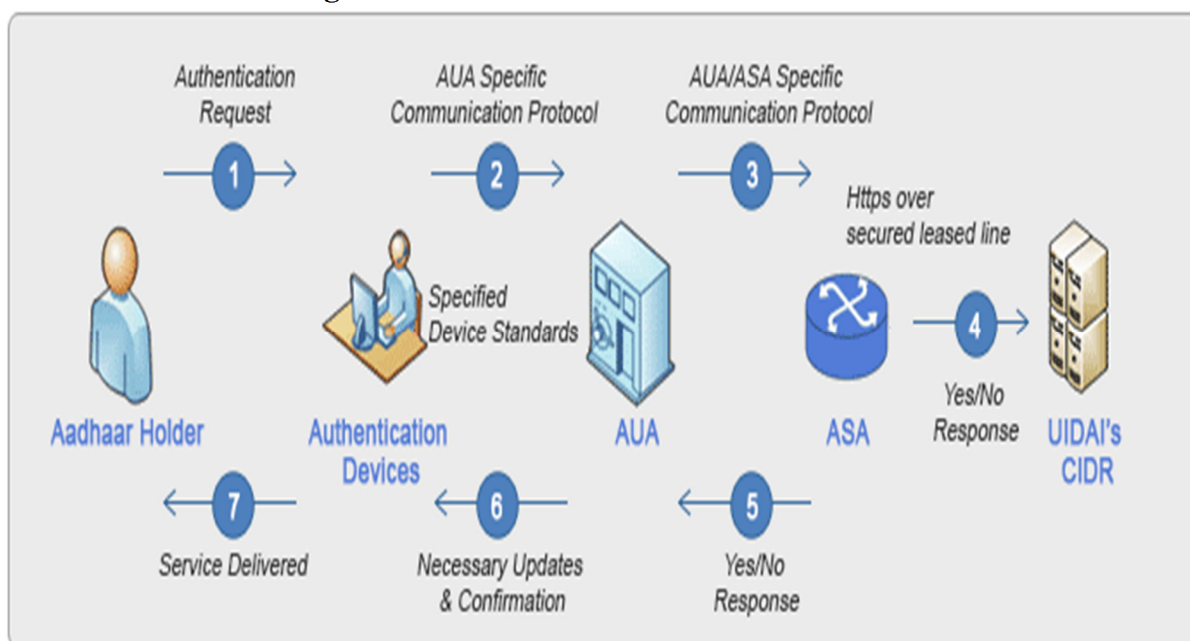 Authentication
Request
1
AUA Specific
Communication Protocol
2
AUA/ASA Specific
Communication Protocol
3
Https over
secured leased line
4
Yes/No
Response
Specified
Device Standards
Aadhaar Holder
Authentication
Devices
AUA
ASA
UIDAI's
CIDR
7
Service Delivered
6
Necessary Updates
& Confirmation
5
Yes/No
Response